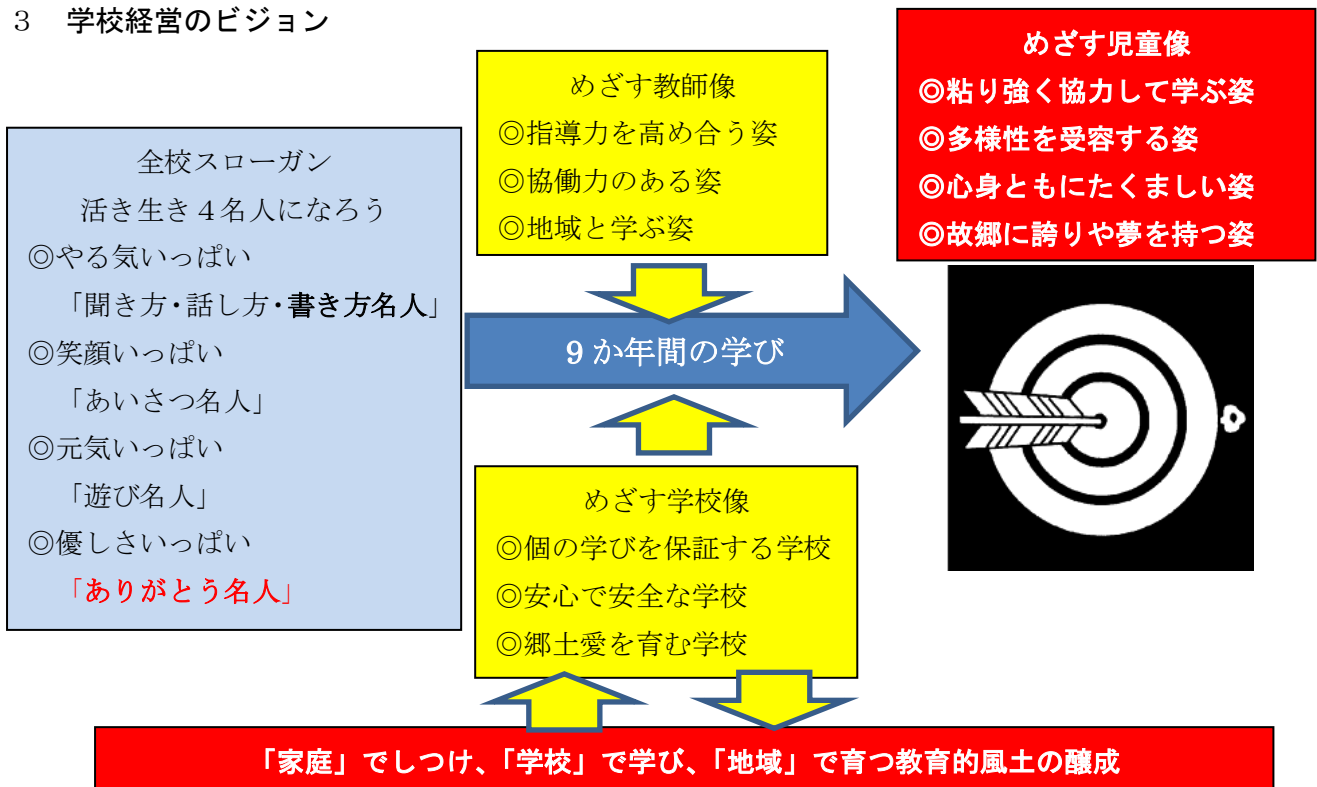 ３　学校経営のビジョン
全校スローガン
活き生き４名人になろう
◎やる気いっぱい
「聞き方・話し方・書き方名人」
◎笑顔いっぱい
「あいさつ名人」
◎元気いっぱい
「遊び名人」
◎優しさいっぱい
「ありがとう名人」
めざす教師像
◎指導力を高め合う姿
◎協働力のある姿
◎地域と学ぶ姿
9 か年間の学び
めざす学校像
◎個の学びを保証する学校
◎安心で安全な学校
◎郷土愛を育む学校
めざす児童像
◎粘り強く協力して学ぶ姿
◎多様性を受容する姿
◎心身ともにたくましい姿
◎故郷に誇りや夢を持つ姿
「家庭」でしつけ、「学校」で学び、「地域」で育つ教育的風土の醸成